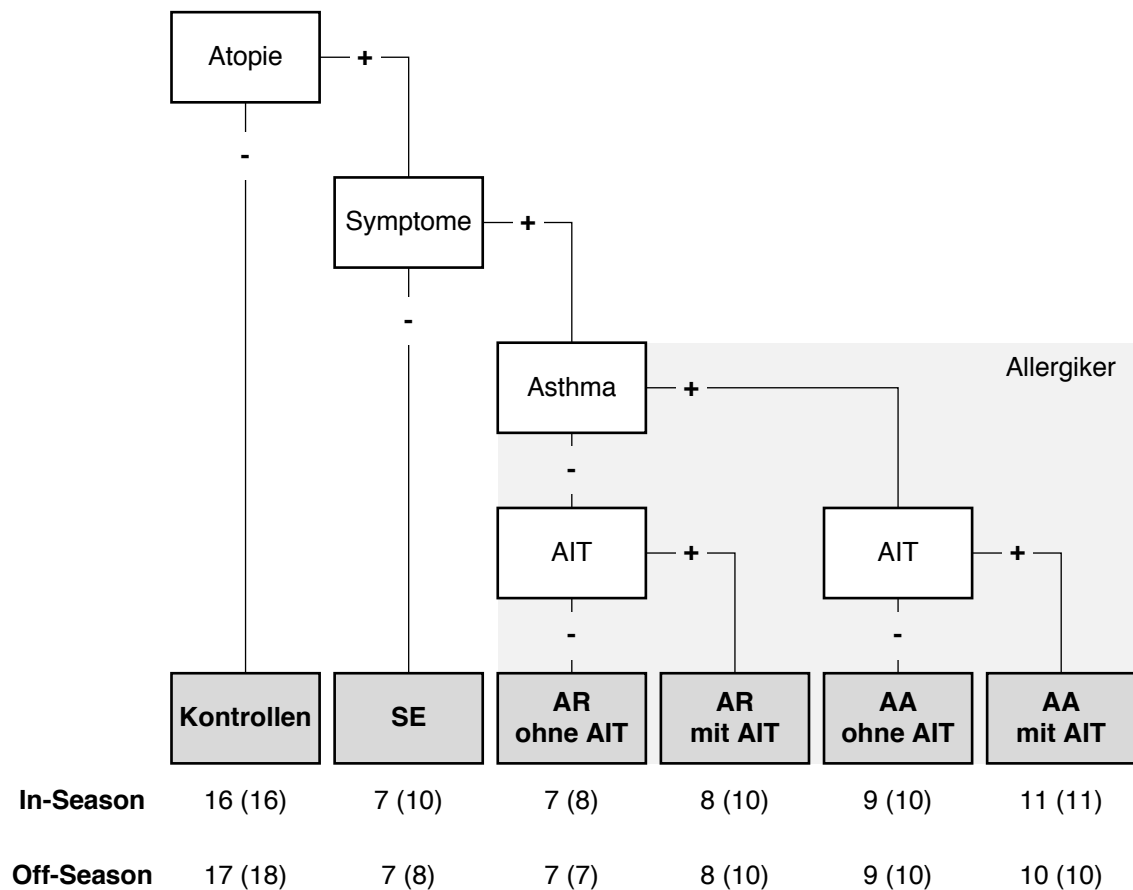 Atopie
+
-
Symptome
+
-
Allergiker
Asthma
+
-
AIT
+
AIT
+
-
-
Kontrollen
SE
AR
ohne AIT
AR
mit AIT
AA
ohne AIT
AA
mit AIT
In-Season 16 (16) 7 (10) 7 (8) 8 (10) 9 (10) 11 (11)
Off-Season 17 (18) 7 (8) 7 (7) 8 (10) 9 (10) 10 (10)